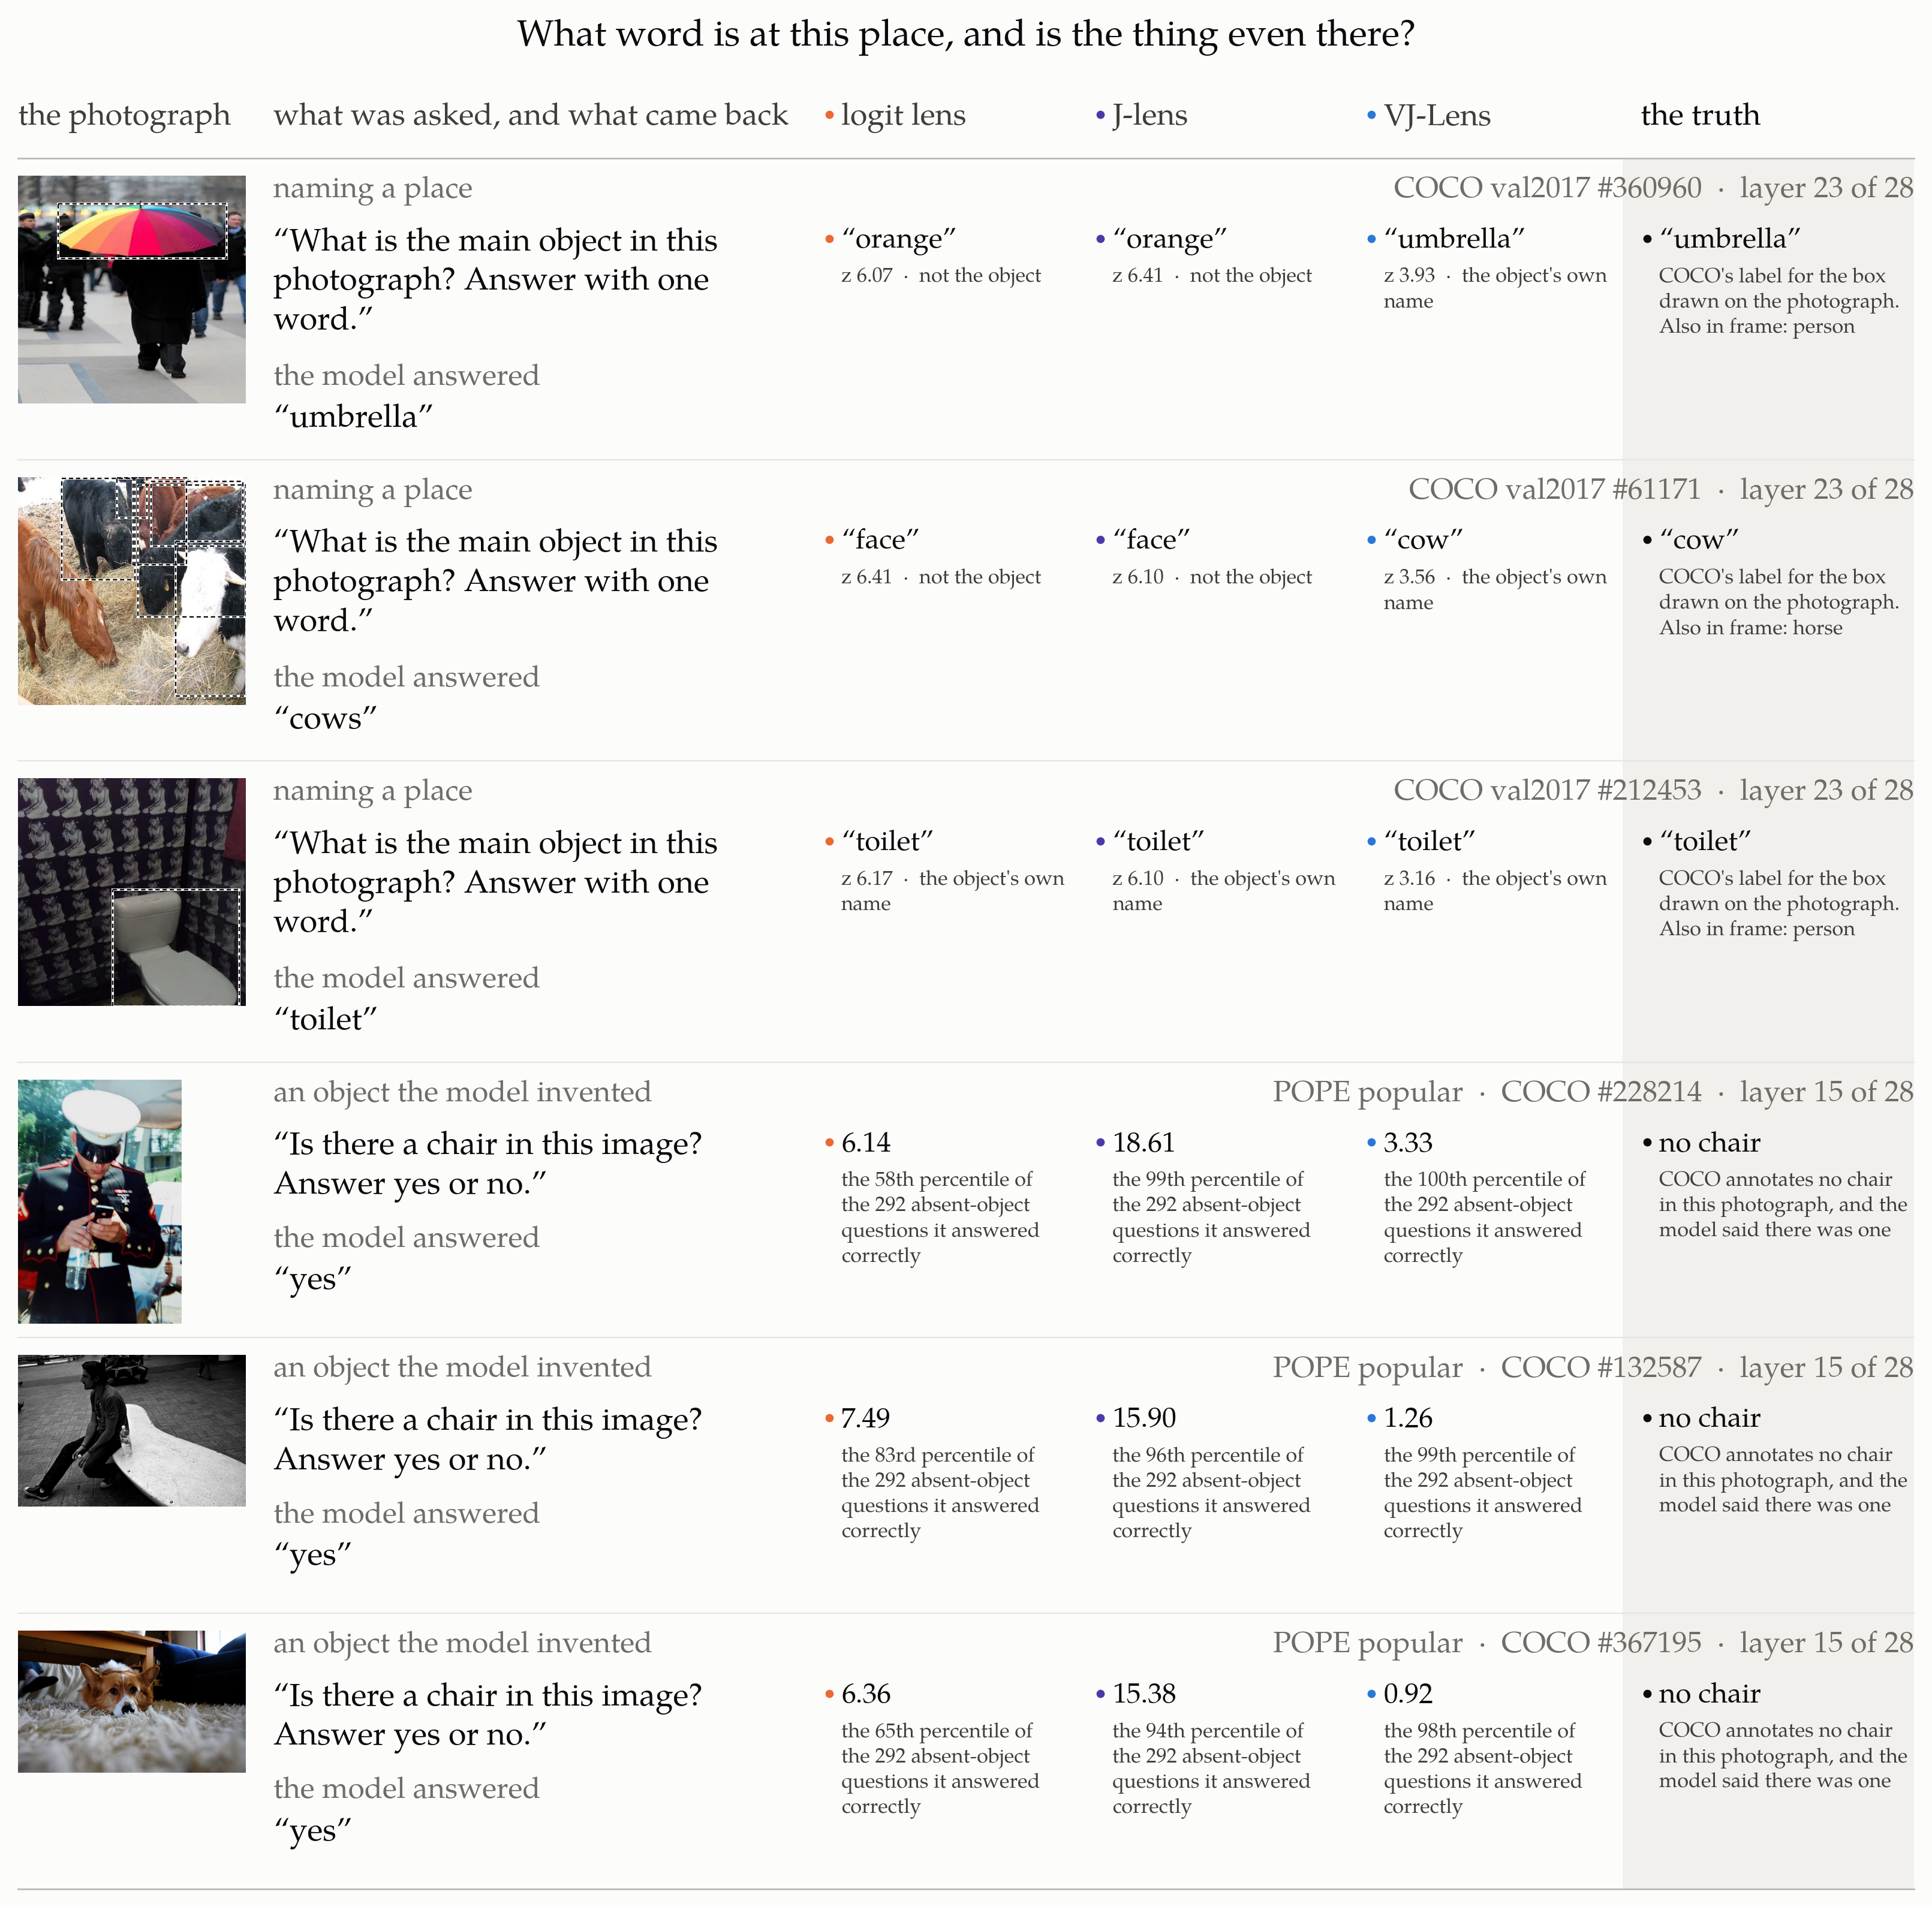 What word is at this place, and is the thing even there?
the photograph
what was asked, and what came back
• logit lens
• J-lens
• VJ-Lens
the truth
naming a place
COCO val2017 #360960 · layer 23 of 28
“What is the main object in this
photograph? Answer with one
word.”
the model answered
“umbrella”
• “orange”
z 6.07 · not the object
• “orange”
z 6.41 · not the object
• “umbrella”
z 3.93 · the object's own
name
• “umbrella”
COCO's label for the box
drawn on the photograph.
Also in frame: person
naming a place
COCO val2017 #61171 · layer 23 of 28
“What is the main object in this
photograph? Answer with one
word.”
the model answered
“cows”
• “face”
z 6.41 · not the object
• “face”
z 6.10 · not the object
• “cow”
z 3.56 · the object's own
name
• “cow”
COCO's label for the box
drawn on the photograph.
Also in frame: horse
naming a place
COCO val2017 #212453 · layer 23 of 28
“What is the main object in this
photograph? Answer with one
word.”
the model answered
“toilet”
• “toilet”
z 6.17 · the object's own
name
• “toilet”
z 6.10 · the object's own
name
• “toilet”
z 3.16 · the object's own
name
• “toilet”
COCO's label for the box
drawn on the photograph.
Also in frame: person
an object the model invented
POPE popular · COCO #228214 · layer 15 of 28
“Is there a chair in this image?
Answer yes or no.”
the model answered
“yes”
• 6.14
the 58th percentile of
the 292 absent-object
questions it answered
correctly
• 18.61
the 99th percentile of
the 292 absent-object
questions it answered
correctly
• 3.33
the 100th percentile of
the 292 absent-object
questions it answered
correctly
• no chair
COCO annotates no chair
in this photograph, and the
model said there was one
an object the model invented
POPE popular · COCO #132587 · layer 15 of 28
“Is there a chair in this image?
Answer yes or no.”
the model answered
“yes”
• 7.49
the 83rd percentile of
the 292 absent-object
questions it answered
correctly
• 15.90
the 96th percentile of
the 292 absent-object
questions it answered
correctly
• 1.26
the 99th percentile of
the 292 absent-object
questions it answered
correctly
• no chair
COCO annotates no chair
in this photograph, and the
model said there was one
an object the model invented
POPE popular · COCO #367195 · layer 15 of 28
“Is there a chair in this image?
Answer yes or no.”
the model answered
“yes”
• 6.36
the 65th percentile of
the 292 absent-object
questions it answered
correctly
• 15.38
the 94th percentile of
the 292 absent-object
questions it answered
correctly
• 0.92
the 98th percentile of
the 292 absent-object
questions it answered
correctly
• no chair
COCO annotates no chair
in this photograph, and the
model said there was one